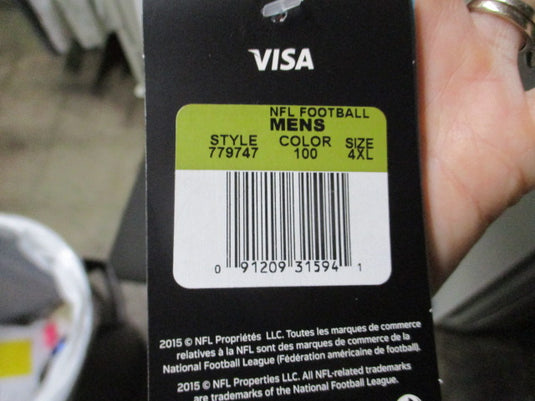 VISA
NFL FOOTBALL
MENS
STYLE COLOR SIZE
779747 100 4XL
0 91209 31594 1
2015 © NFL Propriétés LLC. Toutes les marques de commerce
relatives à la NFL sont des marques de commerce de la
National Football League (Fédération américaine de football).
2015 © NFL Properties LLC. All NFL-related trademarks
are trademarks of the National Football League.